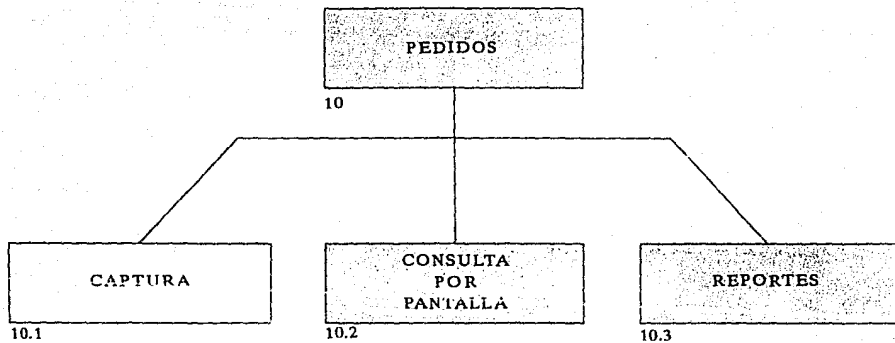 PEDIDOS
10
CAPTURA
10.1
CONSULTA
POR
PANTALLA
10.2
REPORTES
10.3